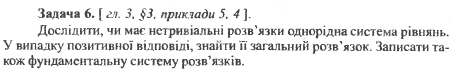 Задача 6. [ гл. 3, §3, приклади 5, 4 ].
Дослідити, чи має нетривіальні розв'язки однорідна система рівнянь.
У випадку позитивної відповіді, знайти її загальний розв'язок. Записати та-
кож фундаментальну систему розв'язків.